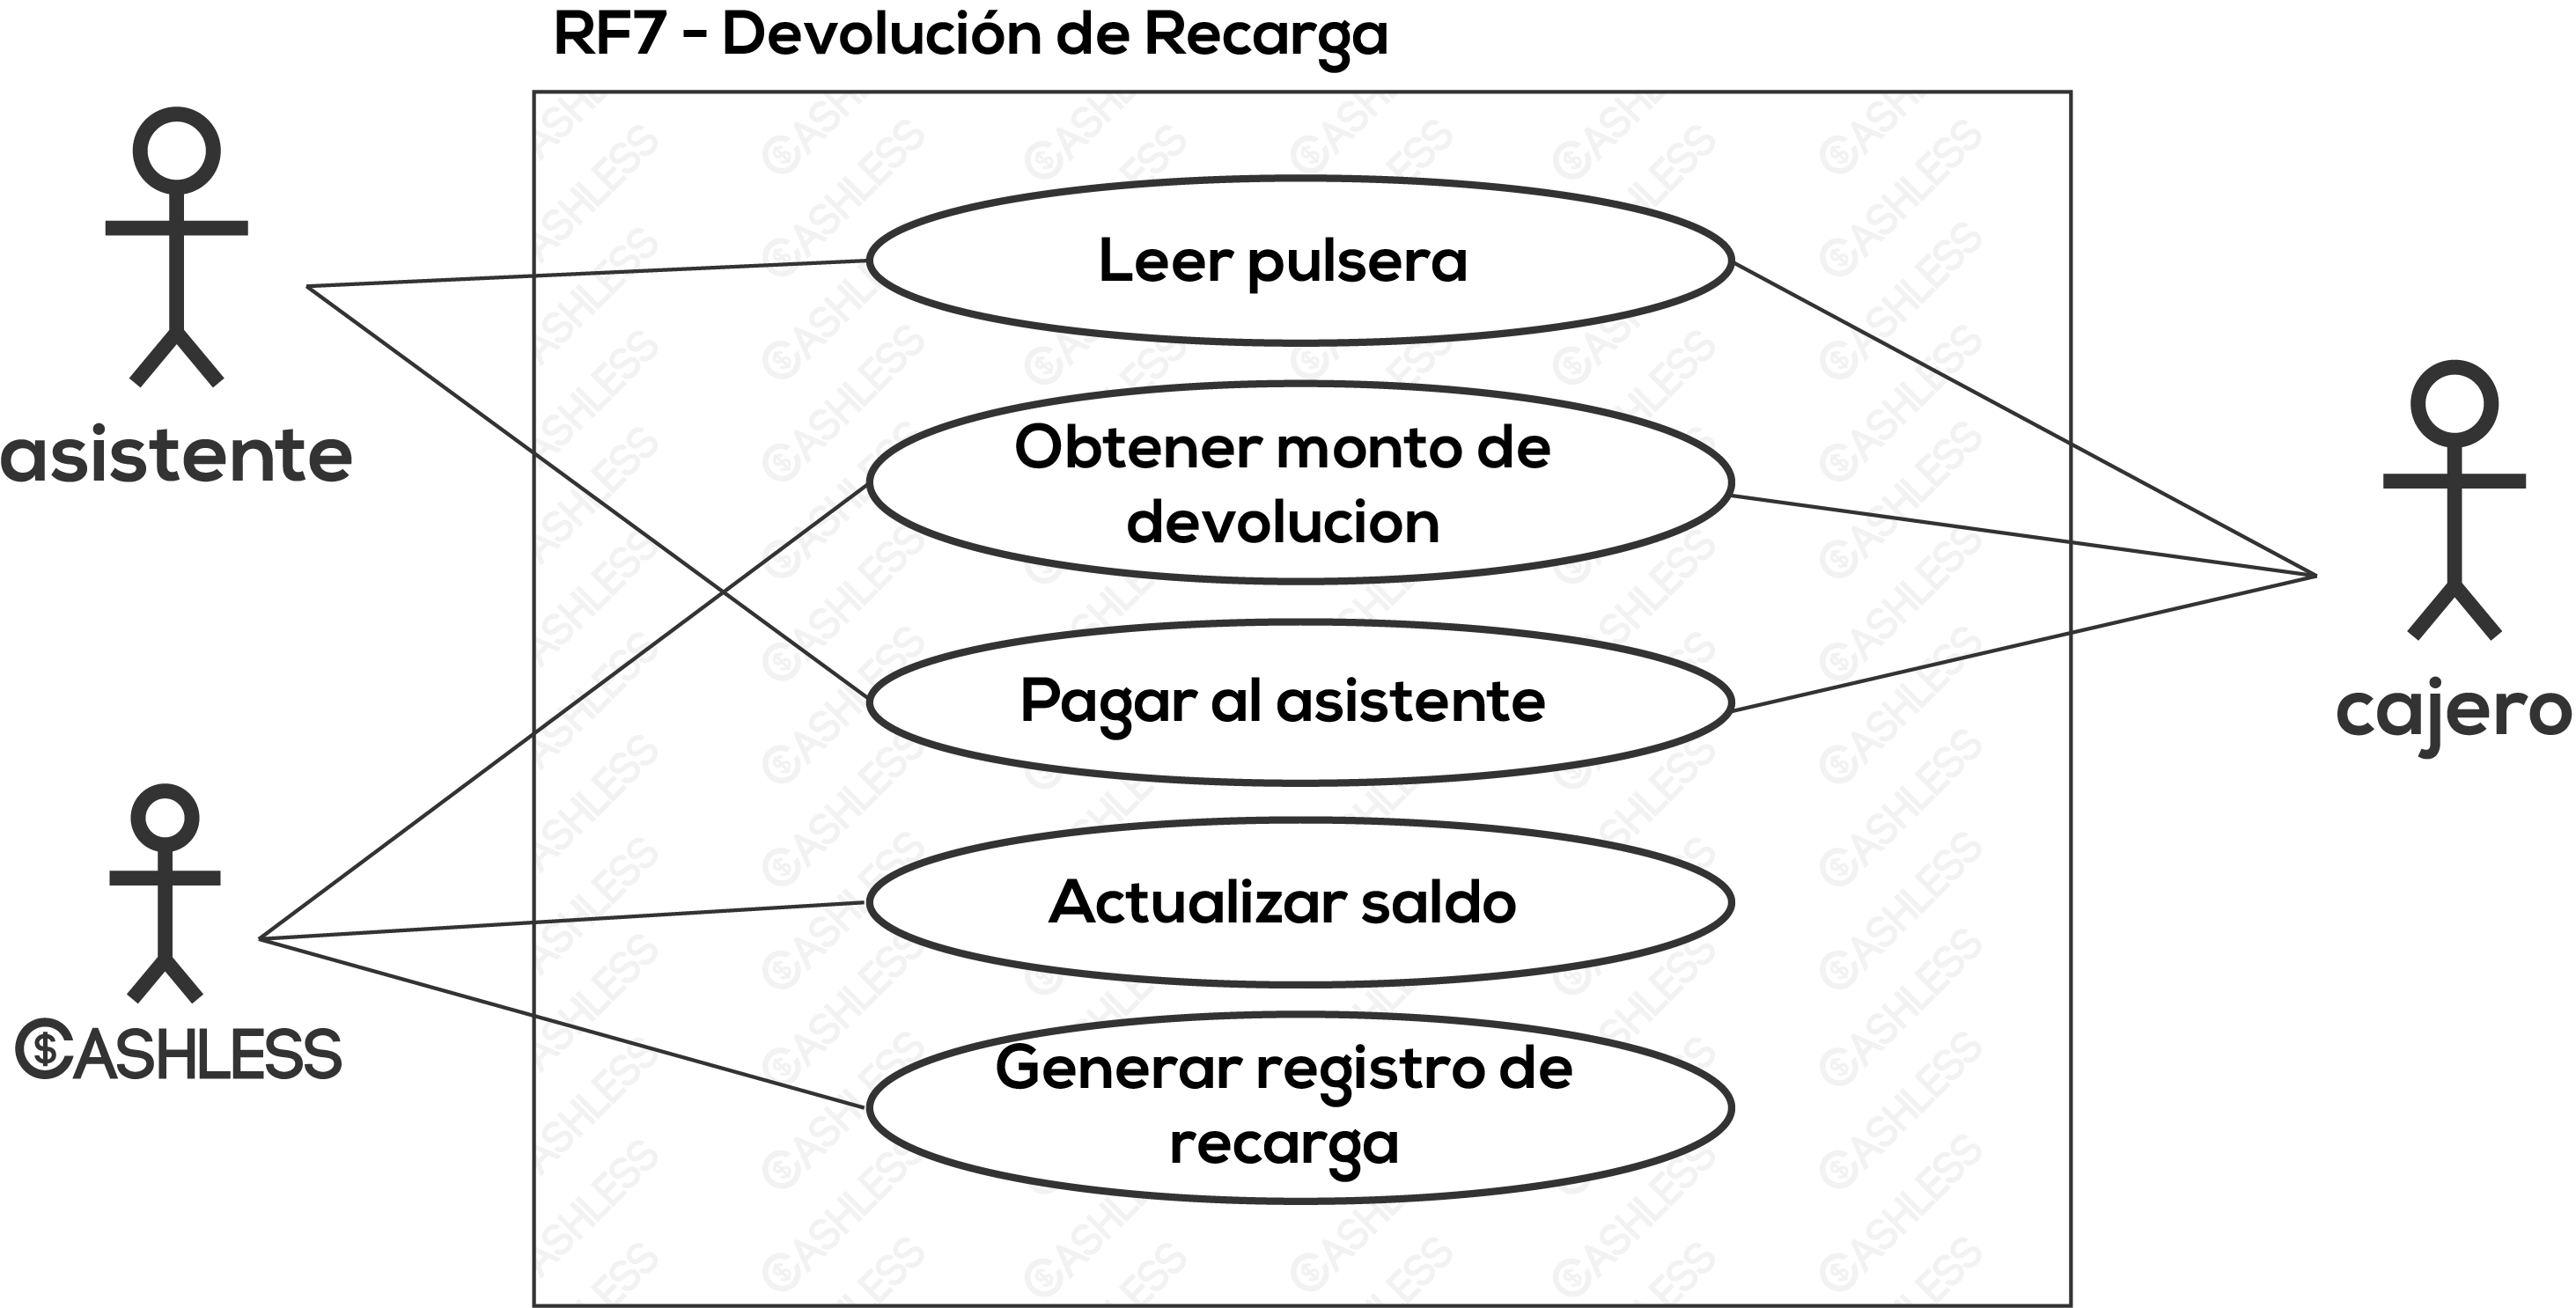 RF7 - Devolución de Recarga
asistente
CASHLESS
Leer pulsera
Obtener monto de
devolucion
Pagar al asistente
Actualizar saldo
Generar registro de
recarga
cajero